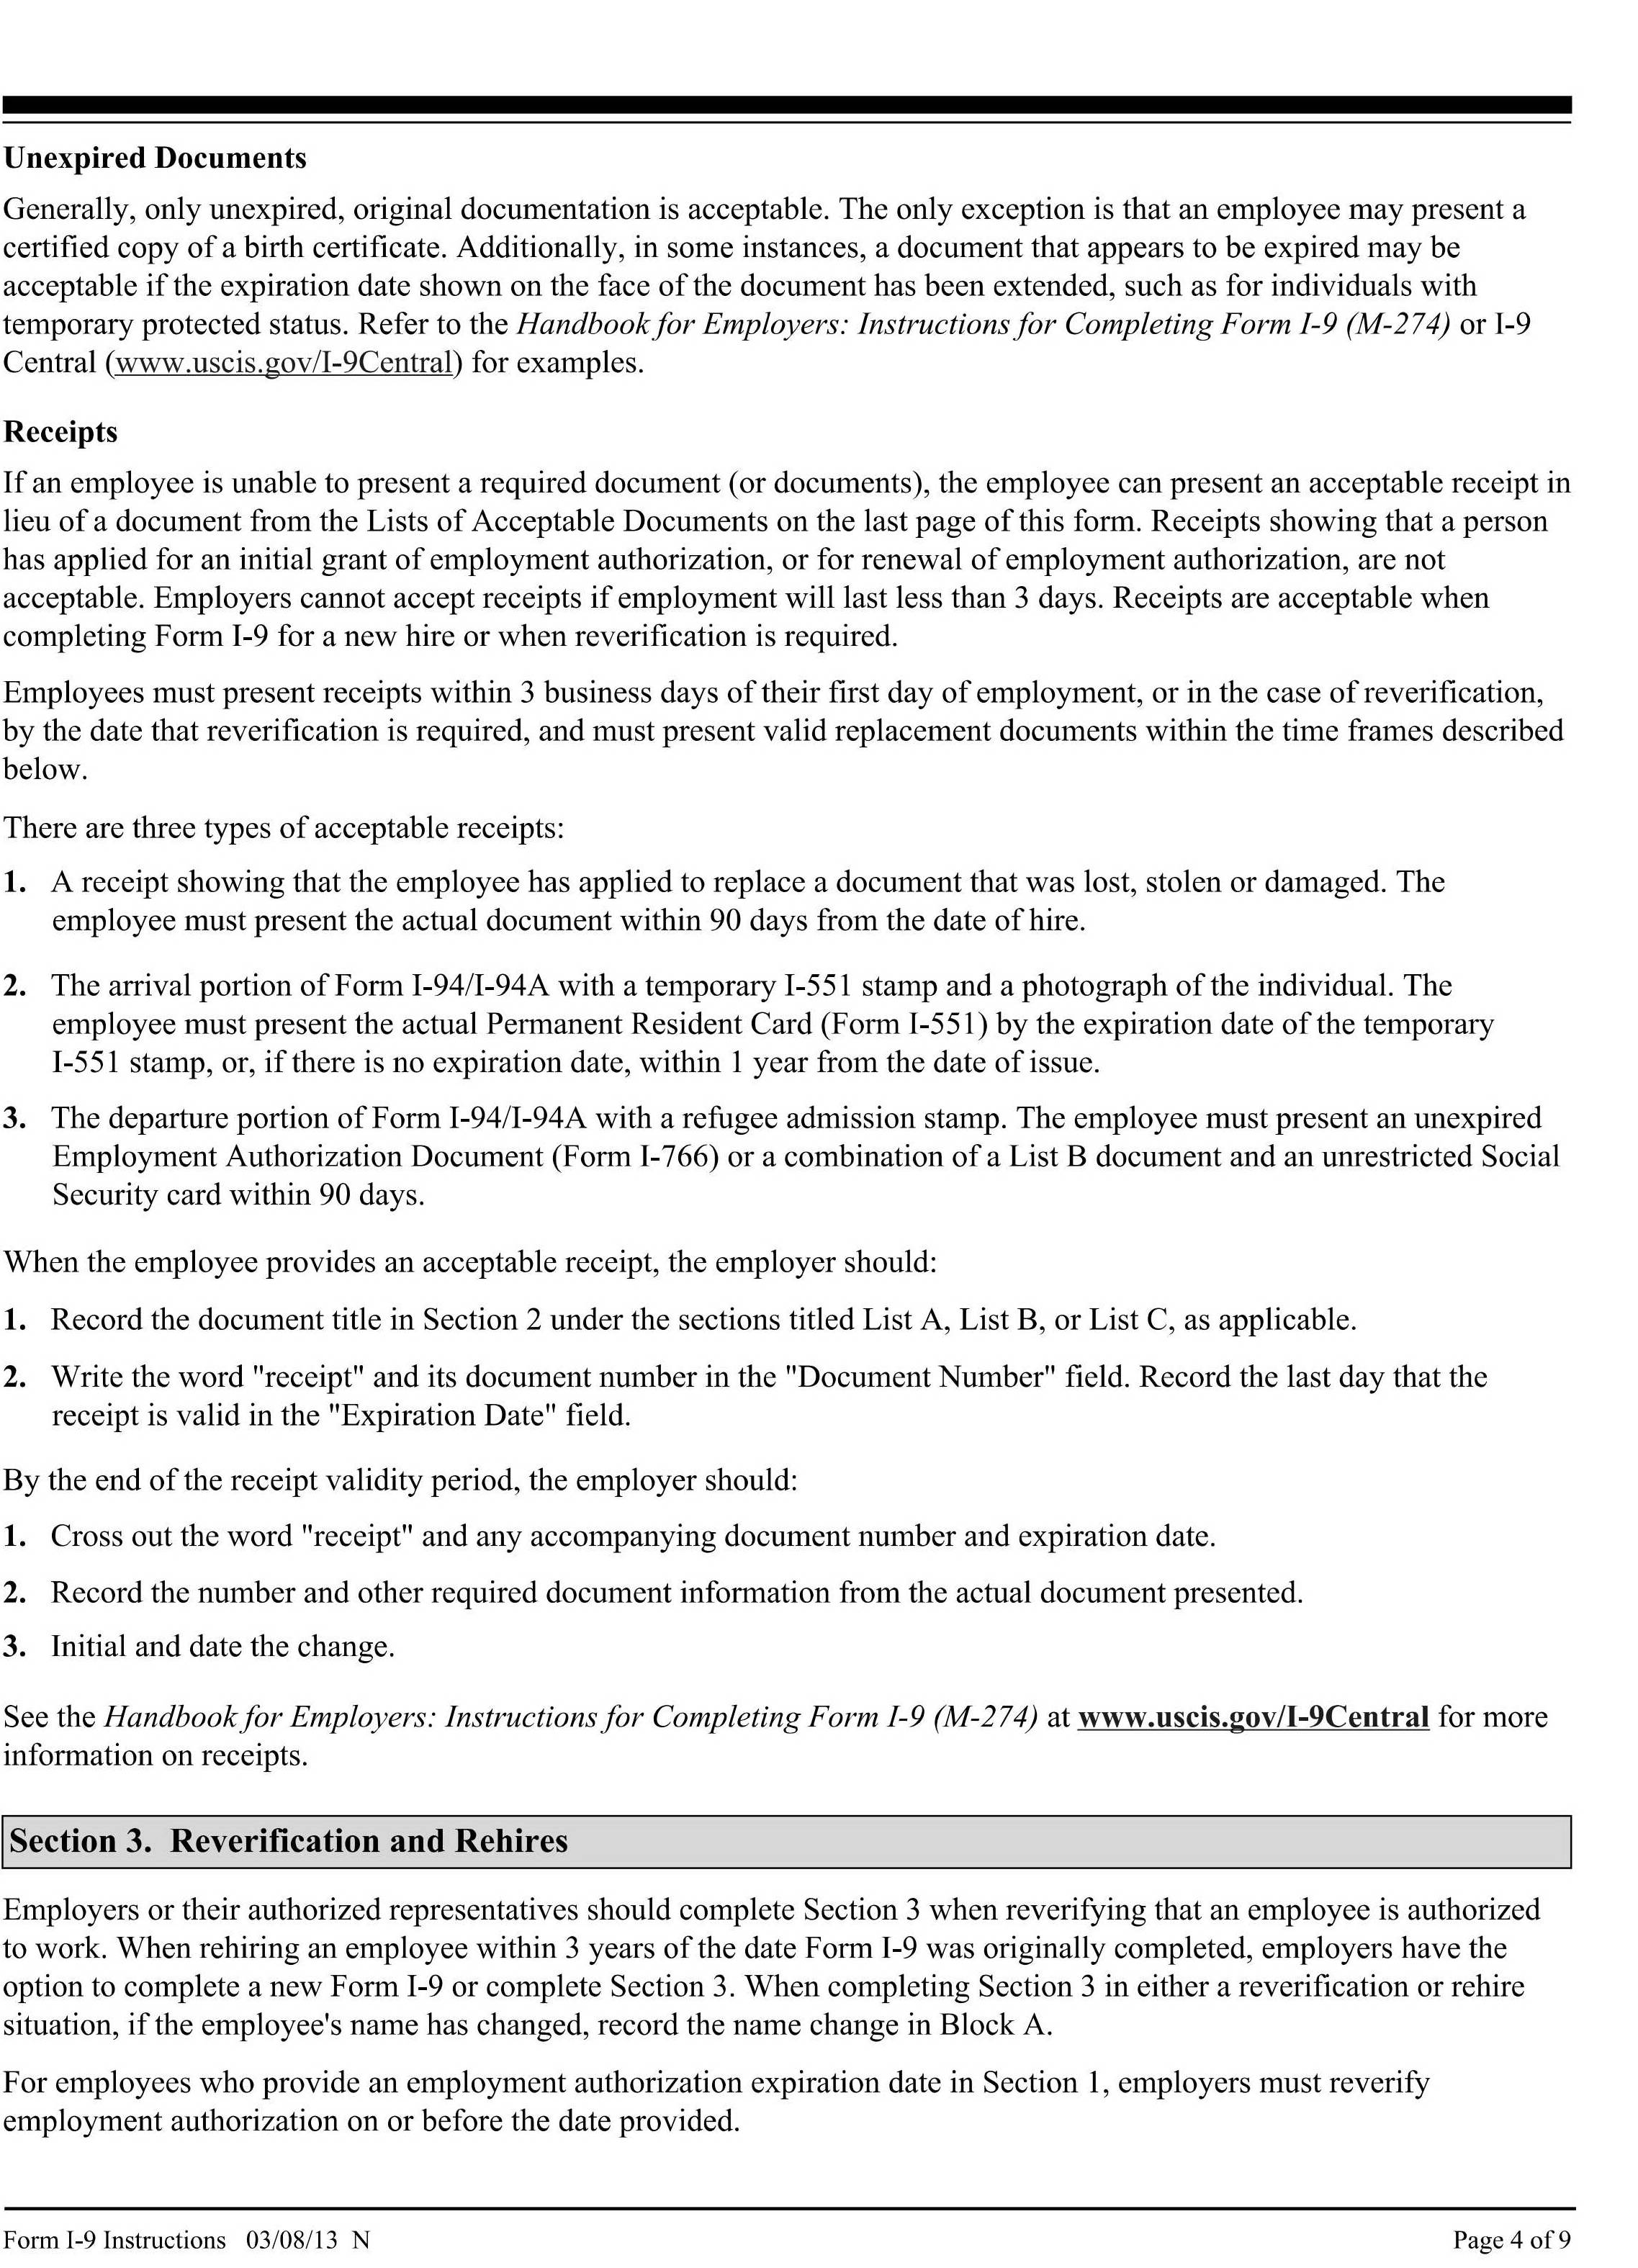 Unexpired Documents
Generally, only unexpired, original documentation is acceptable. The only exception is that an employee may present a
certified copy of a birth certificate. Additionally, in some instances, a document that appears to be expired may be
acceptable if the expiration date shown on the face of the document has been extended, such as for individuals with
temporary protected status. Refer to the Handbook for Employers: Instructions for Completing Form I-9 (M-274) or I-9
Central (www.uscis.gov/I-9Central) for examples.
Receipts
If an employee is unable to present a required document (or documents), the employee can present an acceptable receipt in
lieu of a document from the Lists of Acceptable Documents on the last page of this form. Receipts showing that a person
has applied for an initial grant of employment authorization, or for renewal of employment authorization, are not
acceptable. Employers cannot accept receipts if employment will last less than 3 days. Receipts are acceptable when
completing Form I-9 for a new hire or when reverification is required.
Employees must present receipts within 3 business days of their first day of employment, or in the case of reverification,
by the date that reverification is required, and must present valid replacement documents within the time frames described
below.
There are three types of acceptable receipts:
1. A receipt showing that the employee has applied to replace a document that was lost, stolen or damaged. The
employee must present the actual document within 90 days from the date of hire.
2. The arrival portion of Form I-94/I-94A with a temporary I-551 stamp and a photograph of the individual. The
employee must present the actual Permanent Resident Card (Form I-551) by the expiration date of the temporary
I-551 stamp, or, if there is no expiration date, within 1 year from the date of issue.
3. The departure portion of Form I-94/I-94A with a refugee admission stamp. The employee must present an unexpired
Employment Authorization Document (Form I-766) or a combination of a List B document and an unrestricted Social
Security card within 90 days.
When the employee provides an acceptable receipt, the employer should:
1. Record the document title in Section 2 under the sections titled List A, List B, or List C, as applicable.
2. Write the word "receipt" and its document number in the "Document Number" field. Record the last day that the
receipt is valid in the "Expiration Date" field.
By the end of the receipt validity period, the employer should:
1. Cross out the word "receipt" and any accompanying document number and expiration date.
2. Record the number and other required document information from the actual document presented.
3. Initial and date the change.
See the Handbook for Employers: Instructions for Completing Form I-9 (M-274) at www.uscis.gov/I-9Central for more
information on receipts.
Section 3. Reverification and Rehires
Employers or their authorized representatives should complete Section 3 when reverifying that an employee is authorized
to work. When rehiring an employee within 3 years of the date Form I-9 was originally completed, employers have the
option to complete a new Form I-9 or complete Section 3. When completing Section 3 in either a reverification or rehire
situation, if the employee's name has changed, record the name change in Block A.
For employees who provide an employment authorization expiration date in Section 1, employers must reverify
employment authorization on or before the date provided.
Form I-9 Instructions 03/08/13 N Page 4 of 9